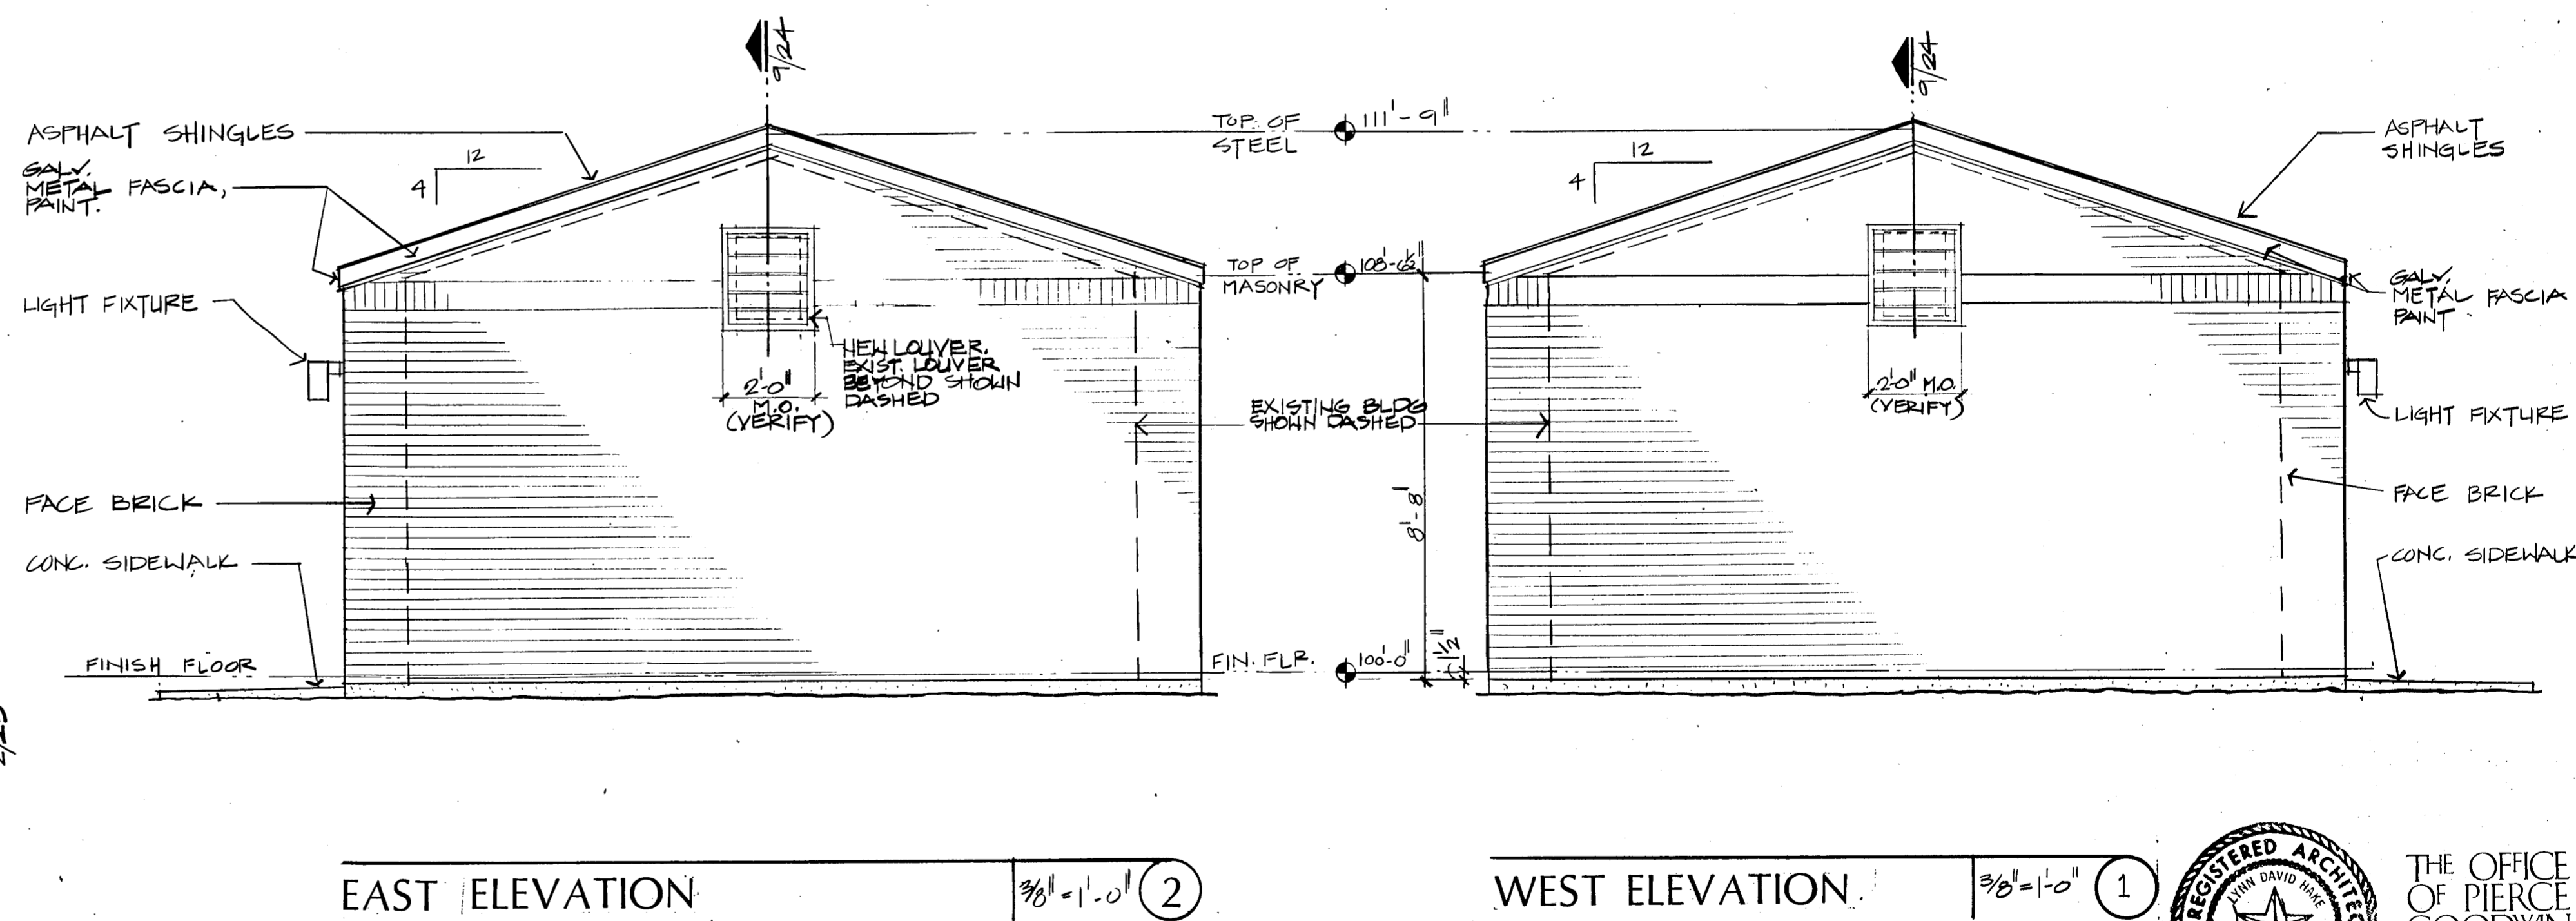 9/24
9/24
ASPHALT SHINGLES
12
4
GALV.
METAL FASCIA,
PAINT.
LIGHT FIXTURE
FACE BRICK
CONC. SIDEWALK
FINISH FLOOR
2'-0"
M.O.
(VERIFY)
NEW LOUVER.
EXIST. LOUVER
BEYOND SHOWN
DASHED
TOP OF
STEEL
111'-9"
TOP OF
MASONRY
108'-6½"
EXISTING BLDG
SHOWN DASHED
8'-8"
FIN. FLR.
100'-0"
1½"
12
4
2'-0" M.O.
(VERIFY)
ASPHALT
SHINGLES
GALV.
METAL FASCIA
PAINT.
LIGHT FIXTURE
FACE BRICK
CONC. SIDEWALK
EAST ELEVATION
3/8" = 1'-0"
2
WEST ELEVATION
3/8" = 1'-0"
1
REGISTERED ARCHITE
LYNN DAVID HAKE
THE OFFICE
OF PIERCE
GOODWIN